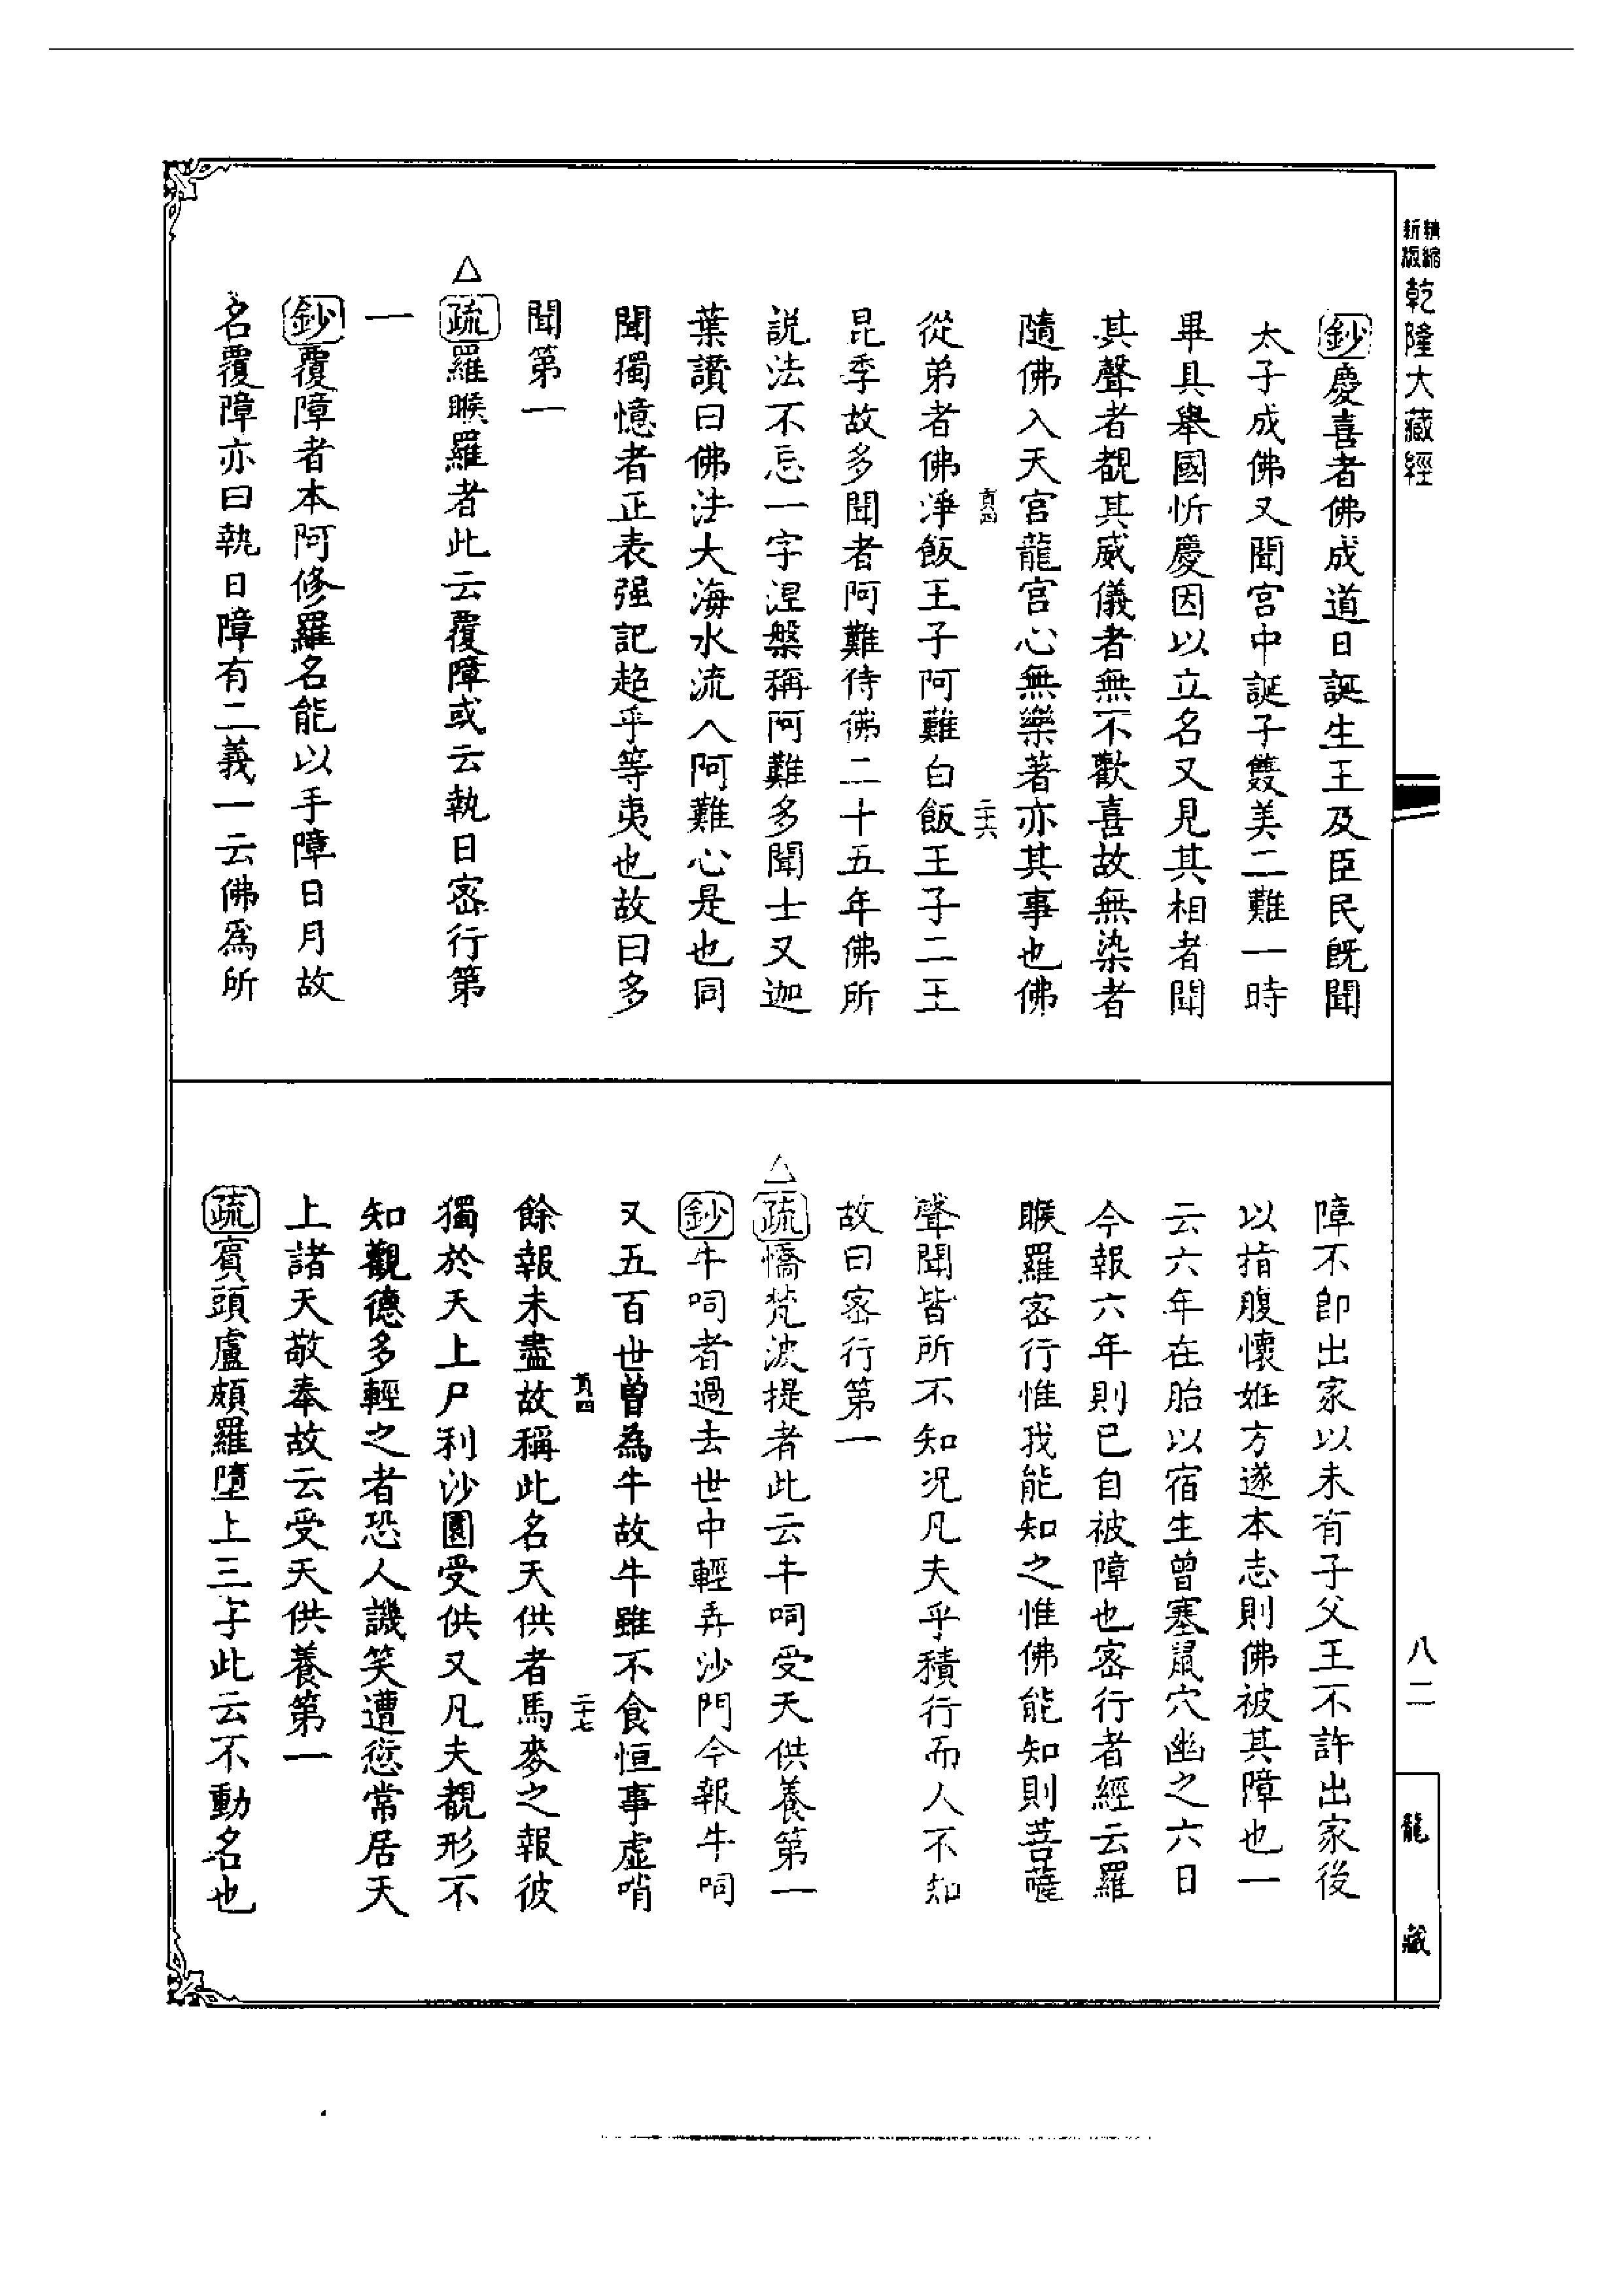 精縮新版乾隆大藏經
鈔慶喜者佛成道日誕生王及臣民旣聞
太子成佛又聞宮中誕子雙美二難一時
畢具舉國忻慶因以立名又見其相者聞
其聲者覩其威儀者無不歡喜故無染者
隨佛入天宮龍宮心無樂著亦其事也佛
貢四
二十六
從弟者佛淨飯王子阿難白飯王子二王
昆季故多聞者阿難侍佛二十五年佛所
説法不忘一字涅槃稱阿難多聞士又迦
葉讚曰佛法大海水流入阿難心是也同
聞獨憶者正表强記超乎等夷也故曰多
聞第一
△疏羅睺羅者此云覆障或云執日密行第
一
鈔覆障者本阿修羅名能以手障日月故
名覆障亦曰執日障有二義一云佛爲所
障不卽出家以未有子父王不許出家後
以指腹懷妊方遂本志則佛被其障也一
云六年在胎以宿生曾塞鼠穴幽之六日
今報六年則已自被障也密行者經云羅
睺羅密行惟我能知之惟佛能知則菩薩
聲聞皆所不知况凡夫乎積行而人不知
故曰密行第一
△疏憍梵波提者此云牛呞受天供養第一
鈔牛呞者過去世中輕弄沙門今報牛呞
又五百世曾為牛故牛雖不食恒事虛哨
貢四
二十七
餘報未盡故稱此名天供者馬麥之報彼
獨於天上尸利沙園受供又凡夫覩形不
知觀德多輕之者恐人譏笑遭愆常居天
上諸天敬奉故云受天供養第一
疏賓頭盧頗羅墮上三字此云不動名也
八二
龍藏